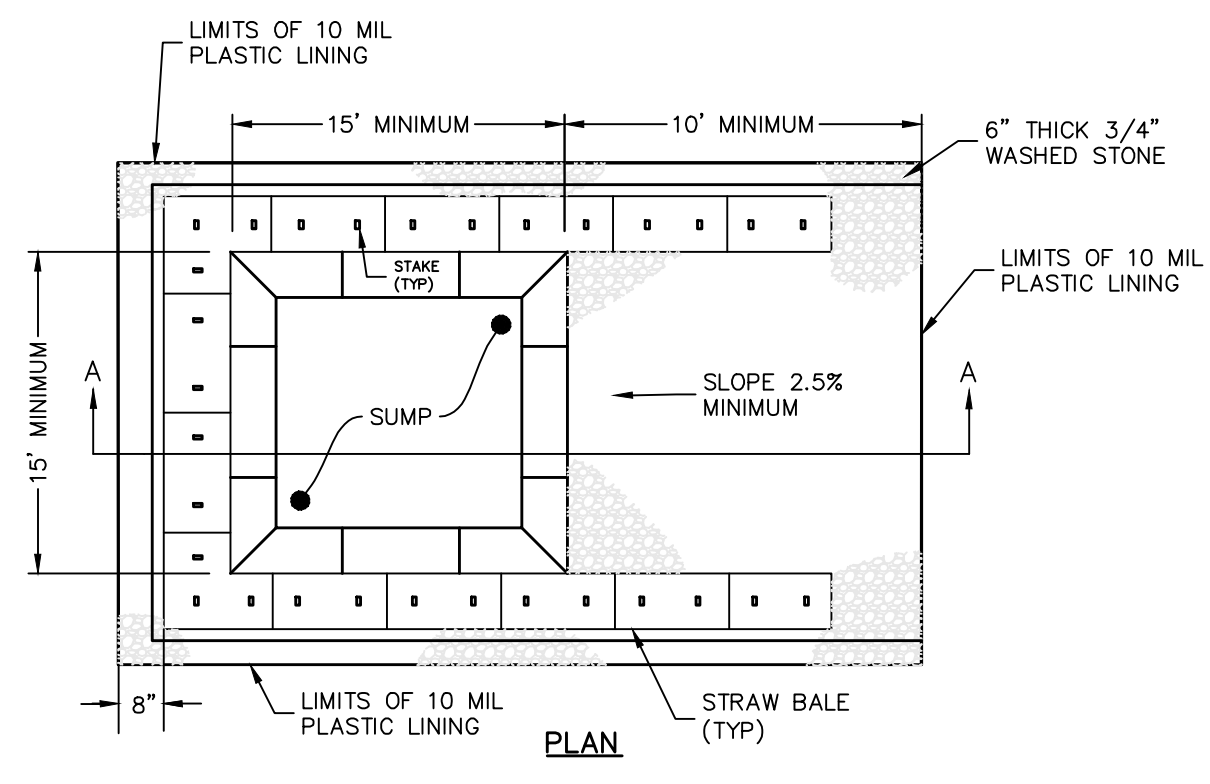 LIMITS OF 10 MIL
PLASTIC LINING
15' MINIMUM
10' MINIMUM
6" THICK 3/4"
WASHED STONE
STAKE
(TYP)
LIMITS OF 10 MIL
PLASTIC LINING
15' MINIMUM
A
A
SLOPE 2.5%
MINIMUM
SUMP
8"
LIMITS OF 10 MIL
PLASTIC LINING
STRAW BALE
(TYP)
PLAN